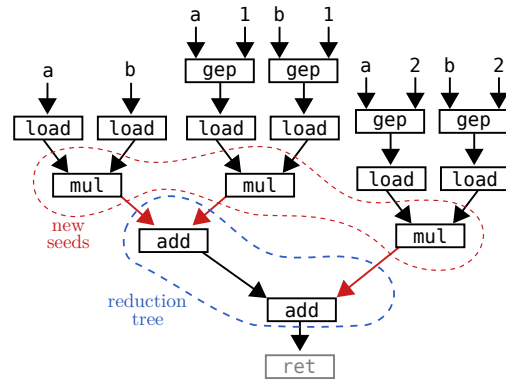 a 1 b 1
gep gep
a b a 2 b 2
load load load load gep gep
mul mul load load
new
seeds
add mul
reduction
tree
add
ret